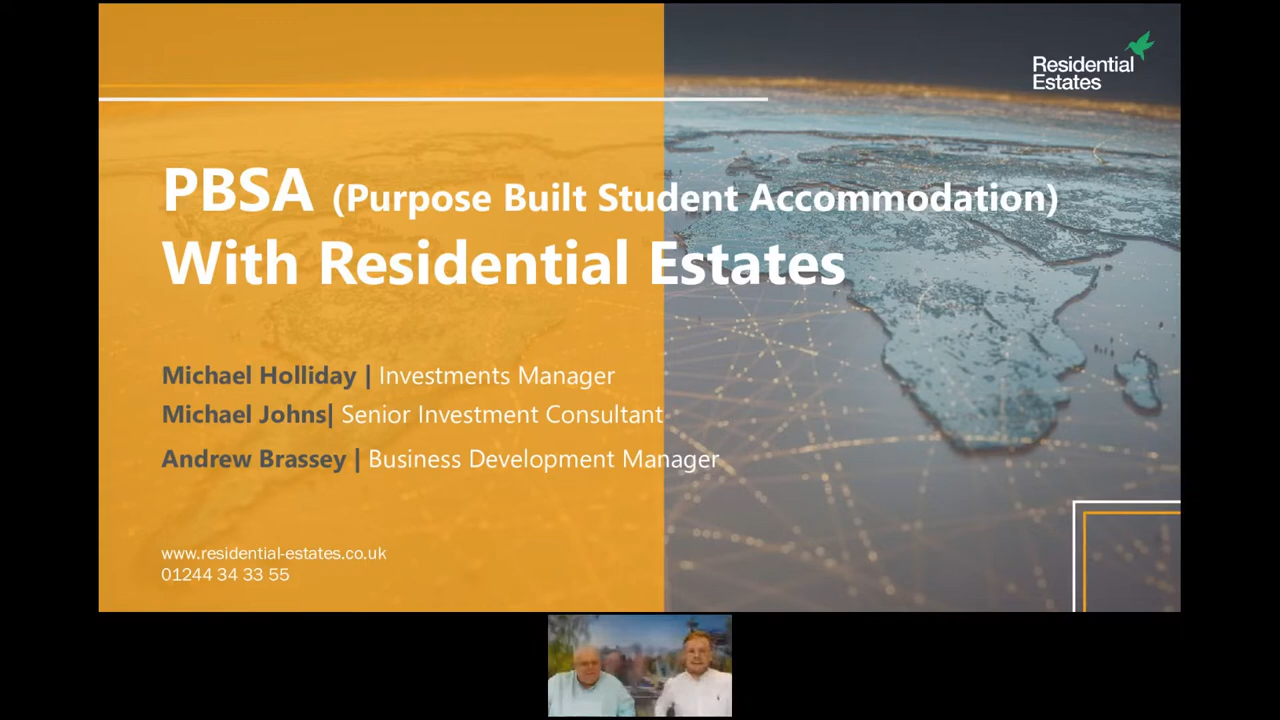 Residential
Estates
PBSA (Purpose Built Student Accommodation)
With Residential Estates
Michael Holliday | Investments Manager
Michael Johns| Senior Investment Consultant
Andrew Brassey | Business Development Manager
www.residential-estates.co.uk
01244 34 33 55